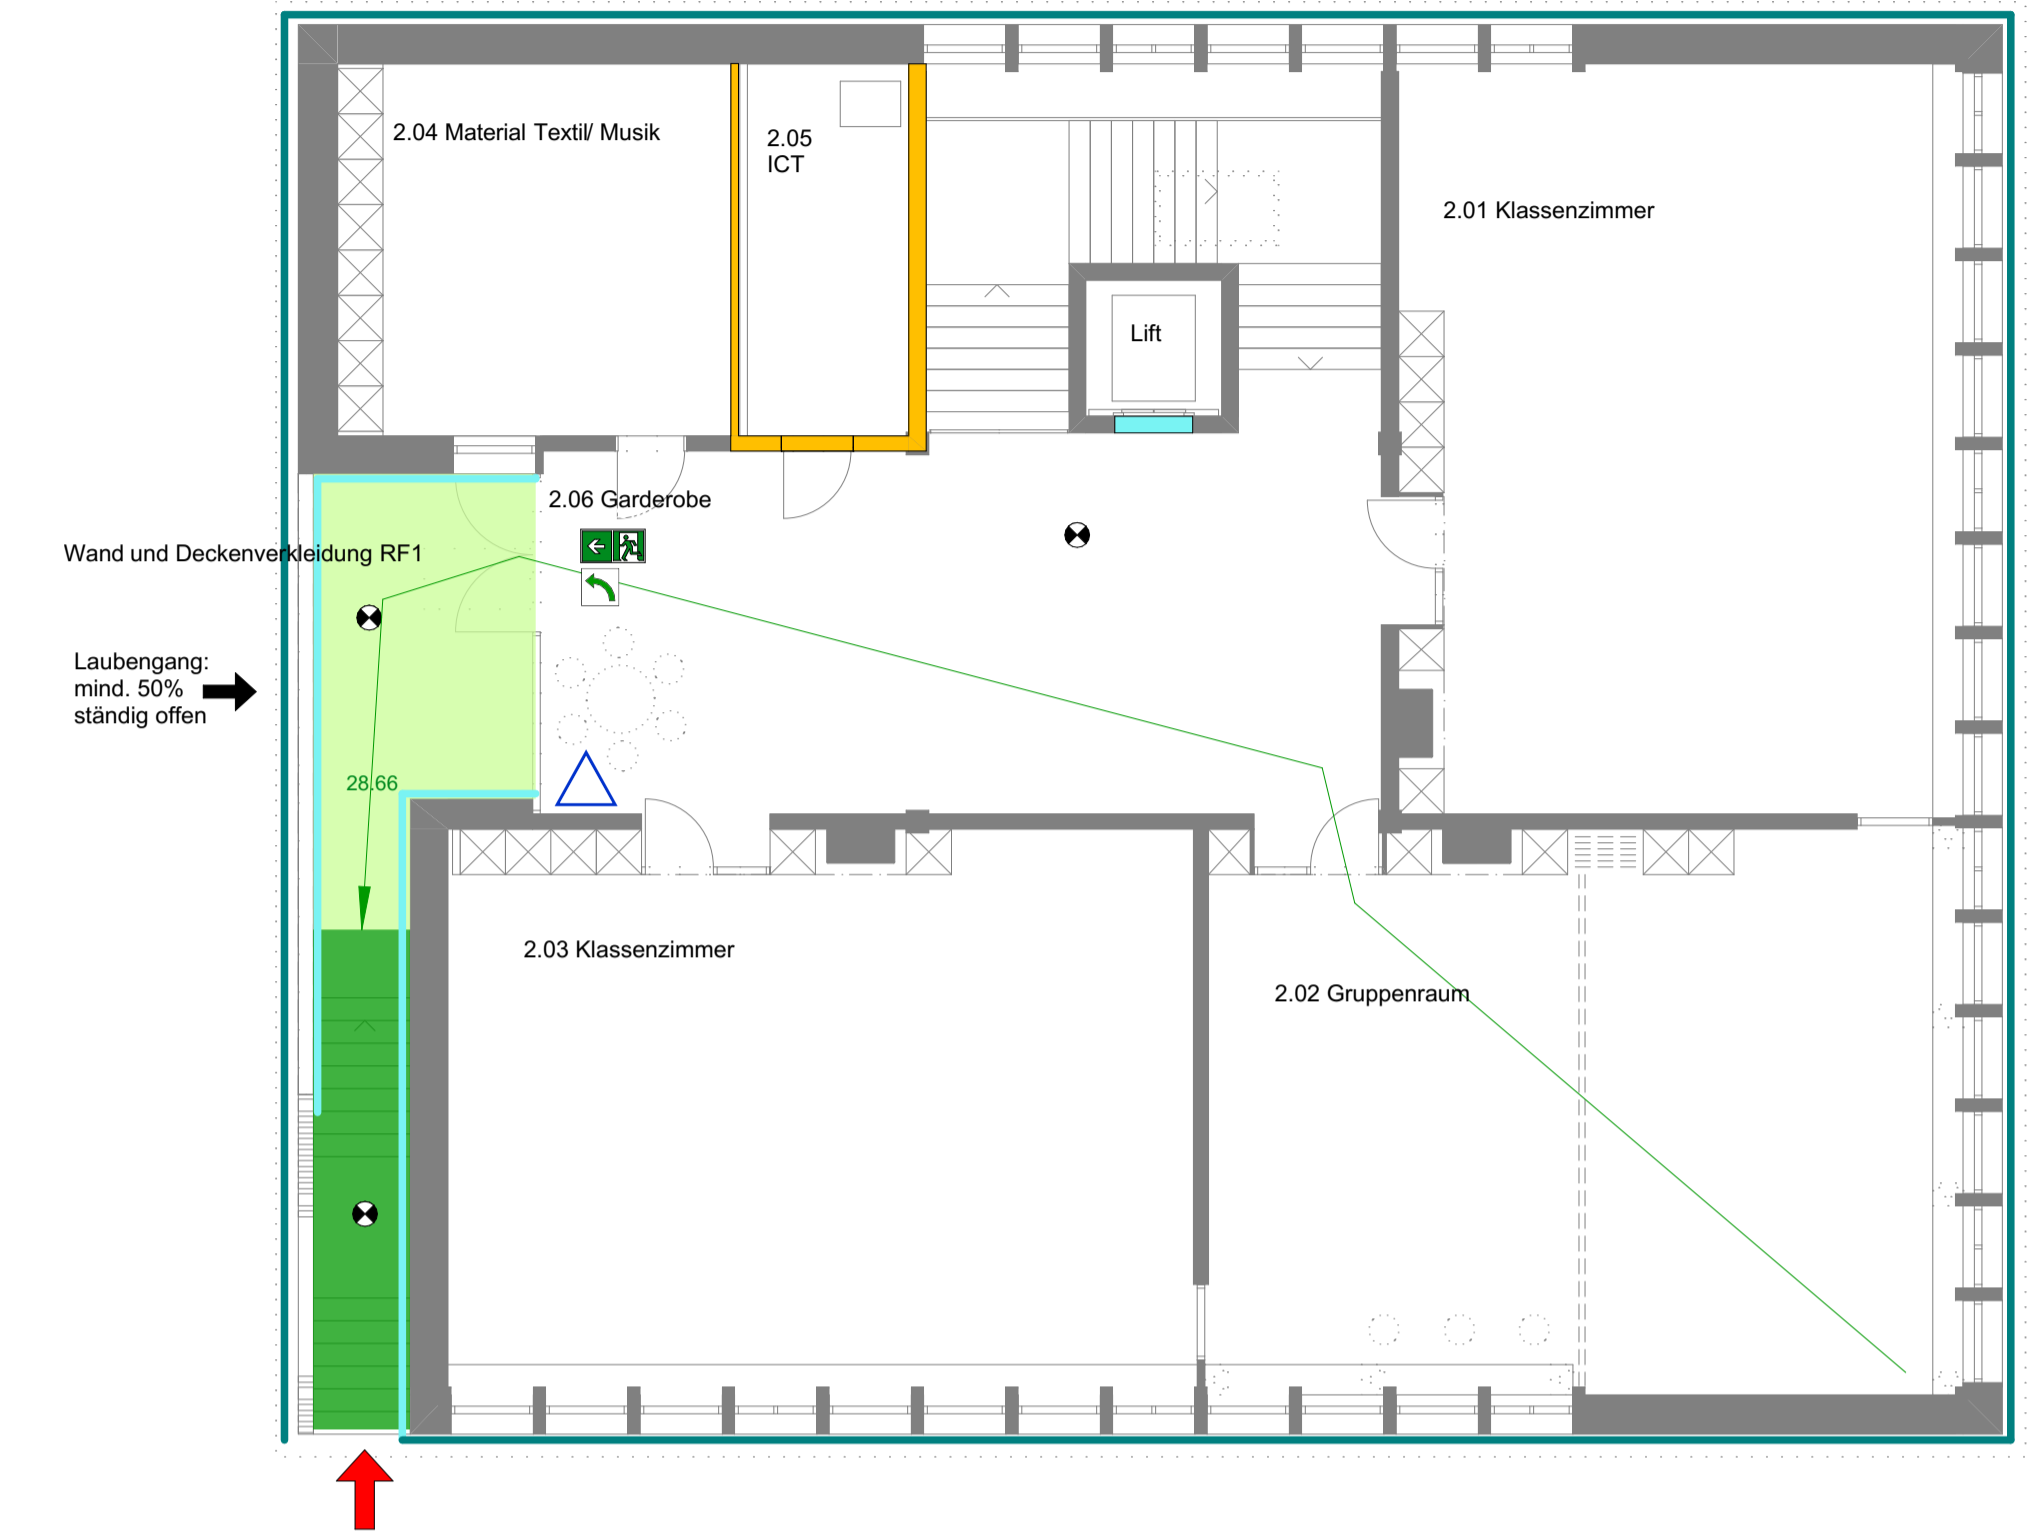 2.04 Material Textil/ Musik
2.05
ICT
2.01 Klassenzimmer
Lift
2.06 Garderobe
Wand und Deckenverkleidung RF1
Laubengang:
mind. 50%
ständig offen
28.66
2.03 Klassenzimmer
2.02 Gruppenraum